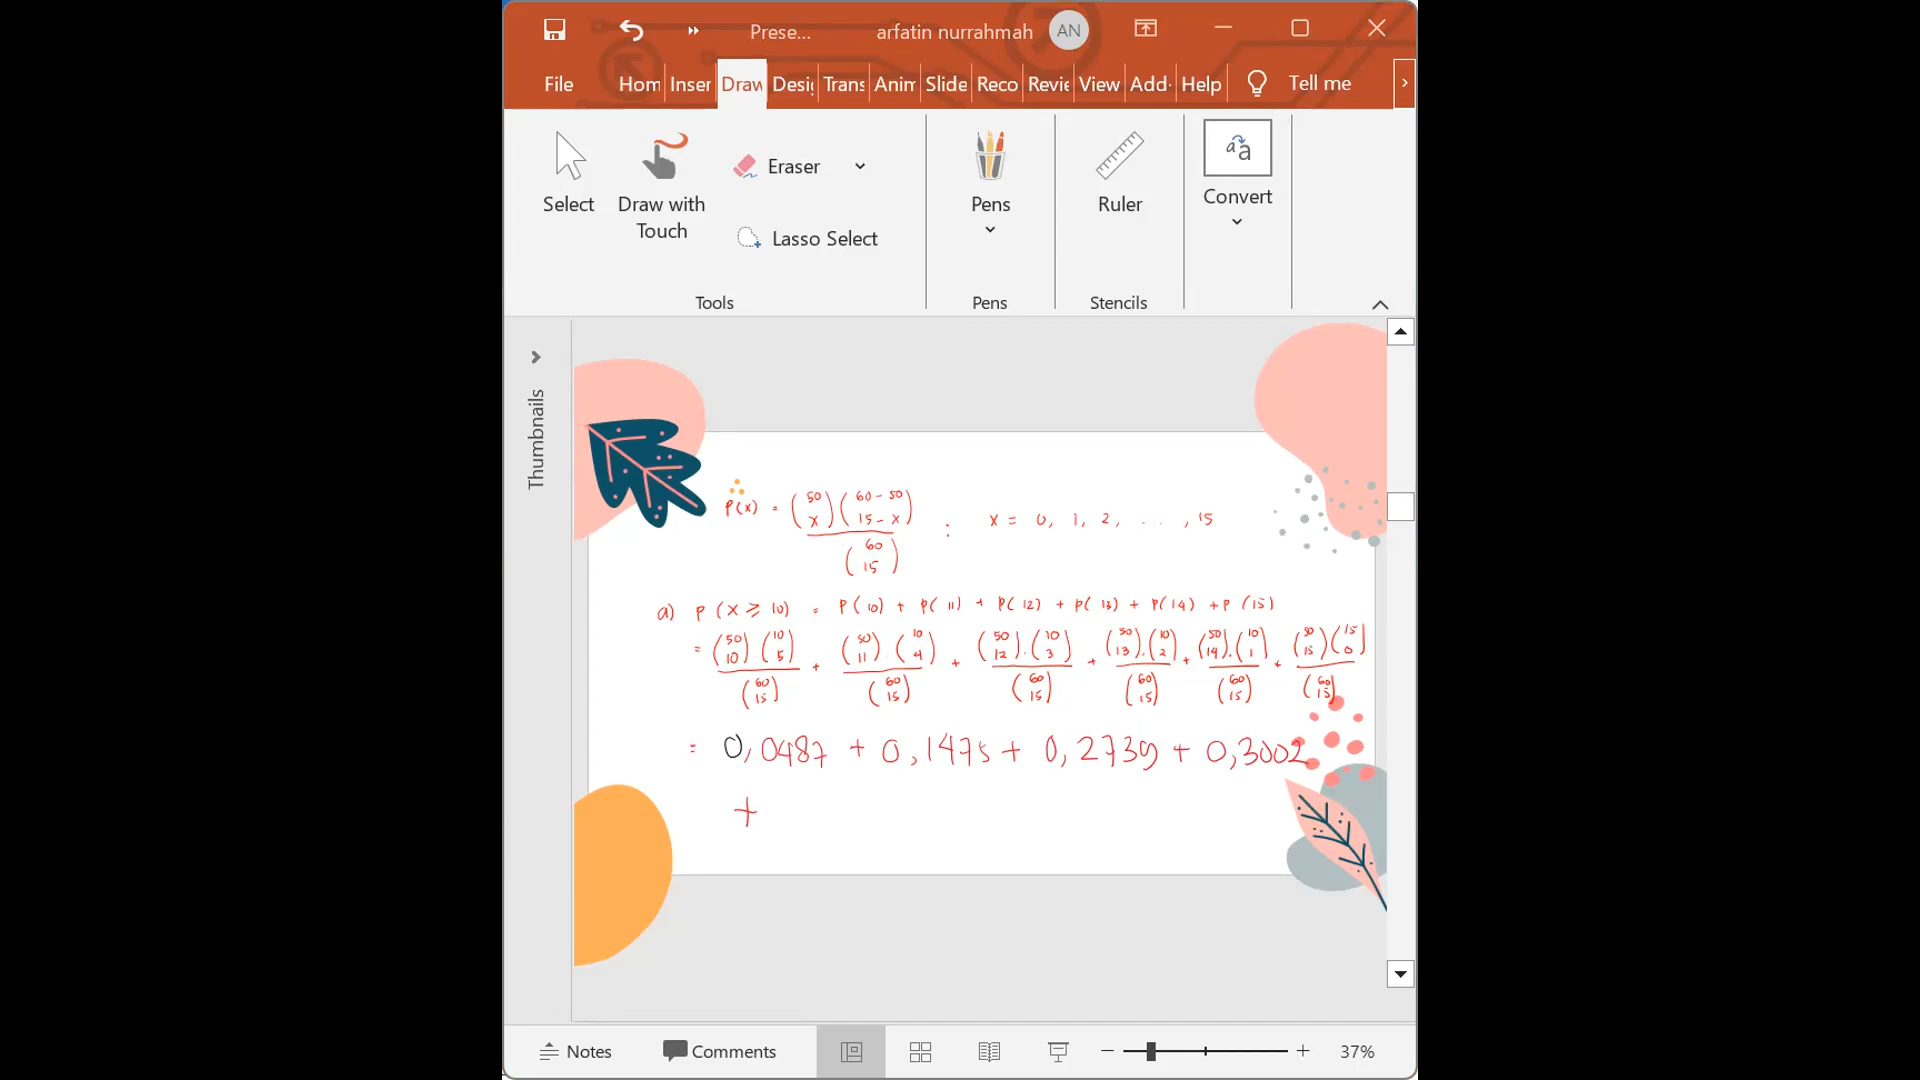 Prese... arfatin nurrahmah AN
File Hom Inser Draw Desi Trans Anim Slide Reco Revie View Add- Help Tell me
Select
Draw with Touch
Eraser
Lasso Select
Pens
Ruler
Convert
Tools Pens Stencils
Thumbnails
P(x) = (50 x)(60-50 15-x) / (60 15) ; x = 0, 1, 2, ...., 15
a) P (X ≥ 10) = P(10) + P(11) + P(12) + P(13) + P(14) + P(15)
= (50 10)(10 5) / (60 15) + (50 11).(10 4) / (60 15) + (50 12).(10 3) / (60 15) + (50 13).(10 2) / (60 15) + (50 14).(10 1) / (60 15) + (50 15)(15 0) / (60 15)
= 0,0487 + 0,1475 + 0,2739 + 0,3002
+
Notes Comments 37%